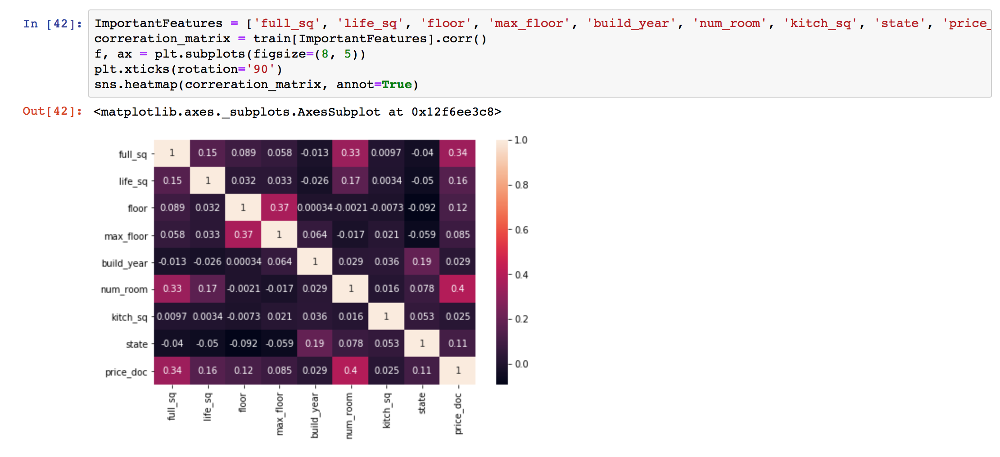 In [42]: ImportantFeatures = ['full_sq', 'life_sq', 'floor', 'max_floor', 'build_year', 'num_room', 'kitch_sq', 'state', 'price_
correration_matrix = train[ImportantFeatures].corr()
f, ax = plt.subplots(figsize=(8, 5))
plt.xticks(rotation='90')
sns.heatmap(correration_matrix, annot=True)
Out[42]: <matplotlib.axes._subplots.AxesSubplot at 0x12f6ee3c8>
full_sq 1 0.15 0.089 0.058 -0.013 0.33 0.0097 -0.04 0.34
life_sq 0.15 1 0.032 0.033 -0.026 0.17 0.0034 -0.05 0.16
floor 0.089 0.032 1 0.37 0.00034 -0.0021 -0.0073 -0.092 0.12
max_floor 0.058 0.033 0.37 1 0.064 -0.017 0.021 -0.059 0.085
build_year -0.013 -0.026 0.00034 0.064 1 0.029 0.036 0.19 0.029
num_room 0.33 0.17 -0.0021 -0.017 0.029 1 0.016 0.078 0.4
kitch_sq 0.0097 0.0034 -0.0073 0.021 0.036 0.016 1 0.053 0.025
state -0.04 -0.05 -0.092 -0.059 0.19 0.078 0.053 1 0.11
price_doc 0.34 0.16 0.12 0.085 0.029 0.4 0.025 0.11 1
full_sq life_sq floor max_floor build_year num_room kitch_sq state price_doc
1.0
0.8
0.6
0.4
0.2
0.0